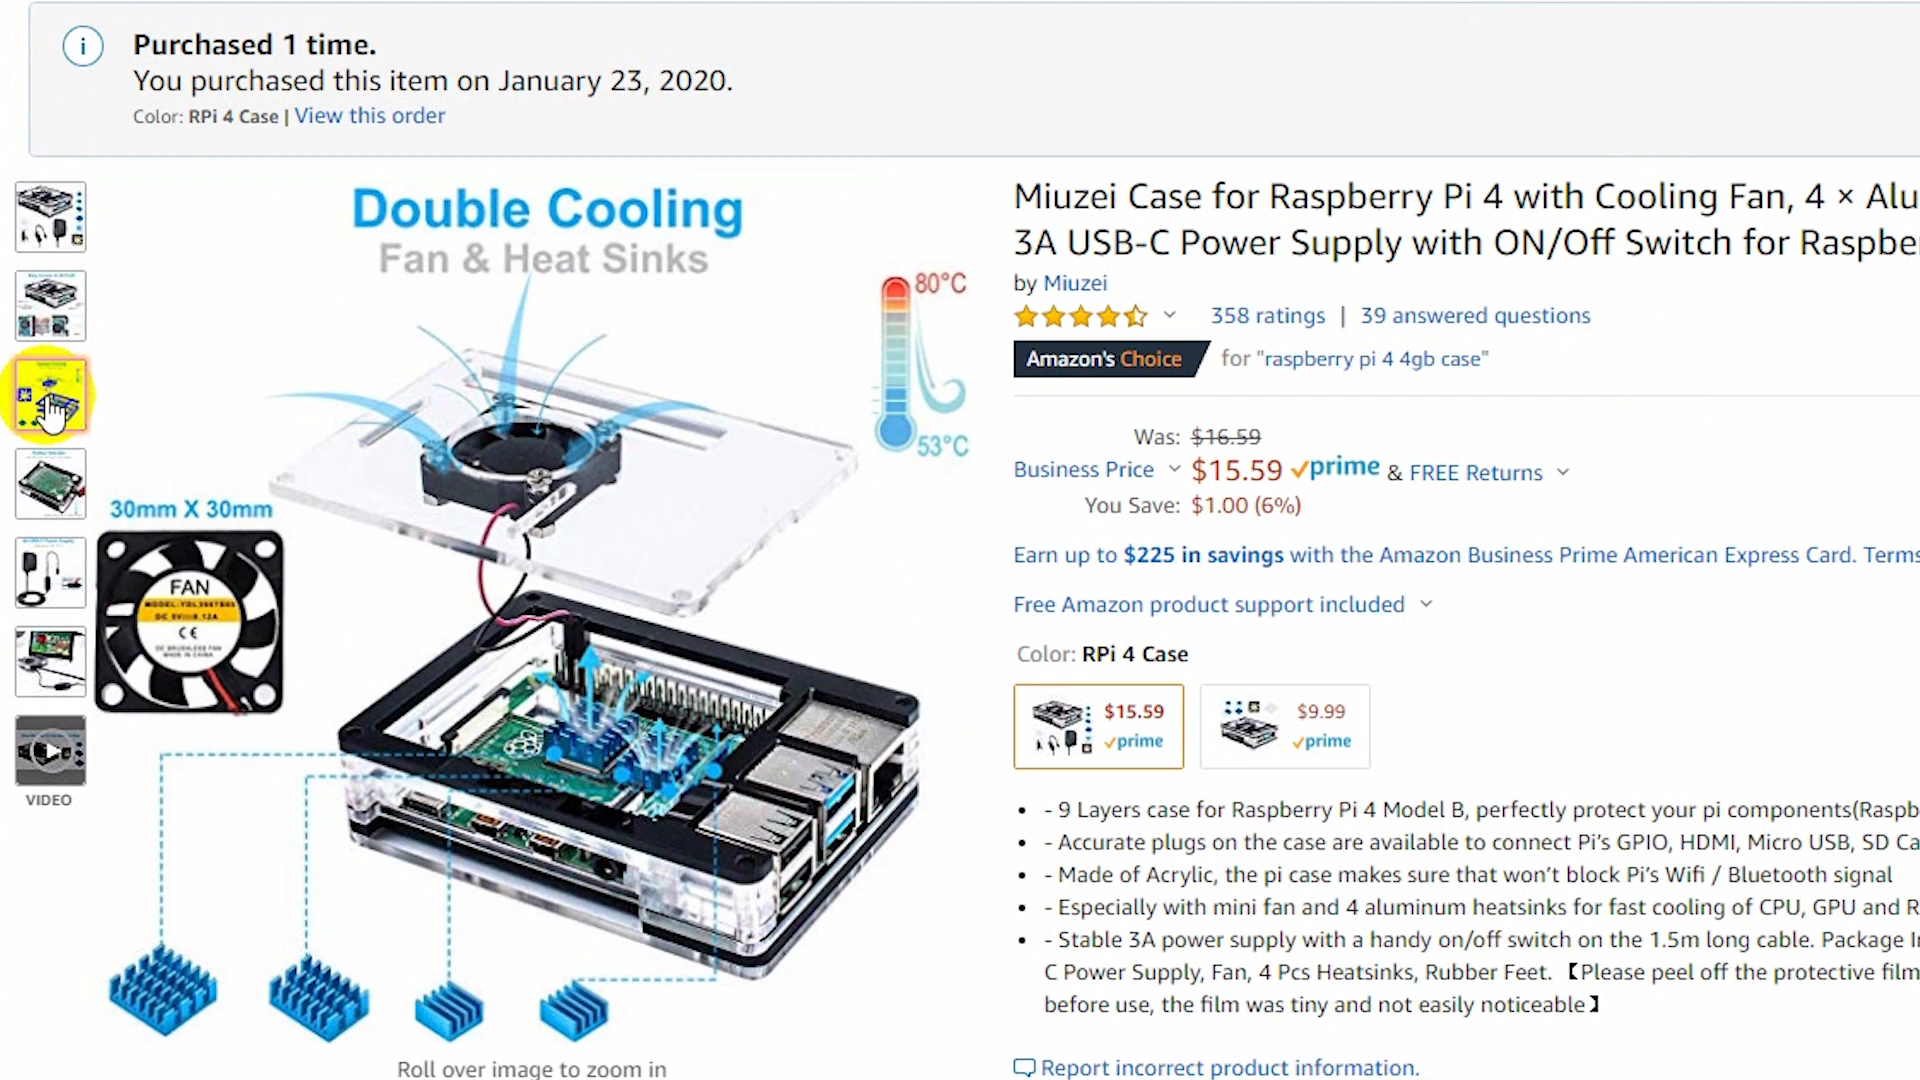 Purchased 1 time.
You purchased this item on January 23, 2020.
Color: RPi 4 Case | View this order
Double Cooling
Fan & Heat Sinks
80°C
53°C
30mm X 30mm
FAN
DC BRUSHLESS FAN
MADE IN CHINA
VIDEO
Roll over image to zoom in
Miuzei Case for Raspberry Pi 4 with Cooling Fan, 4 × Alu
3A USB-C Power Supply with ON/Off Switch for Raspbe
by Miuzei
358 ratings | 39 answered questions
Amazon's Choice for "raspberry pi 4 4gb case"
Was: $16.59
Business Price $15.59 prime & FREE Returns
You Save: $1.00 (6%)
Earn up to $225 in savings with the Amazon Business Prime American Express Card. Terms
Free Amazon product support included
Color: RPi 4 Case
$15.59 $9.99
prime prime
• - 9 Layers case for Raspberry Pi 4 Model B, perfectly protect your pi components(Raspb
• - Accurate plugs on the case are available to connect Pi's GPIO, HDMI, Micro USB, SD Ca
• - Made of Acrylic, the pi case makes sure that won't block Pi's Wifi / Bluetooth signal
• - Especially with mini fan and 4 aluminum heatsinks for fast cooling of CPU, GPU and R
• - Stable 3A power supply with a handy on/off switch on the 1.5m long cable. Package I
C Power Supply, Fan, 4 Pcs Heatsinks, Rubber Feet. 【Please peel off the protective film
before use, the film was tiny and not easily noticeable】
Report incorrect product information.